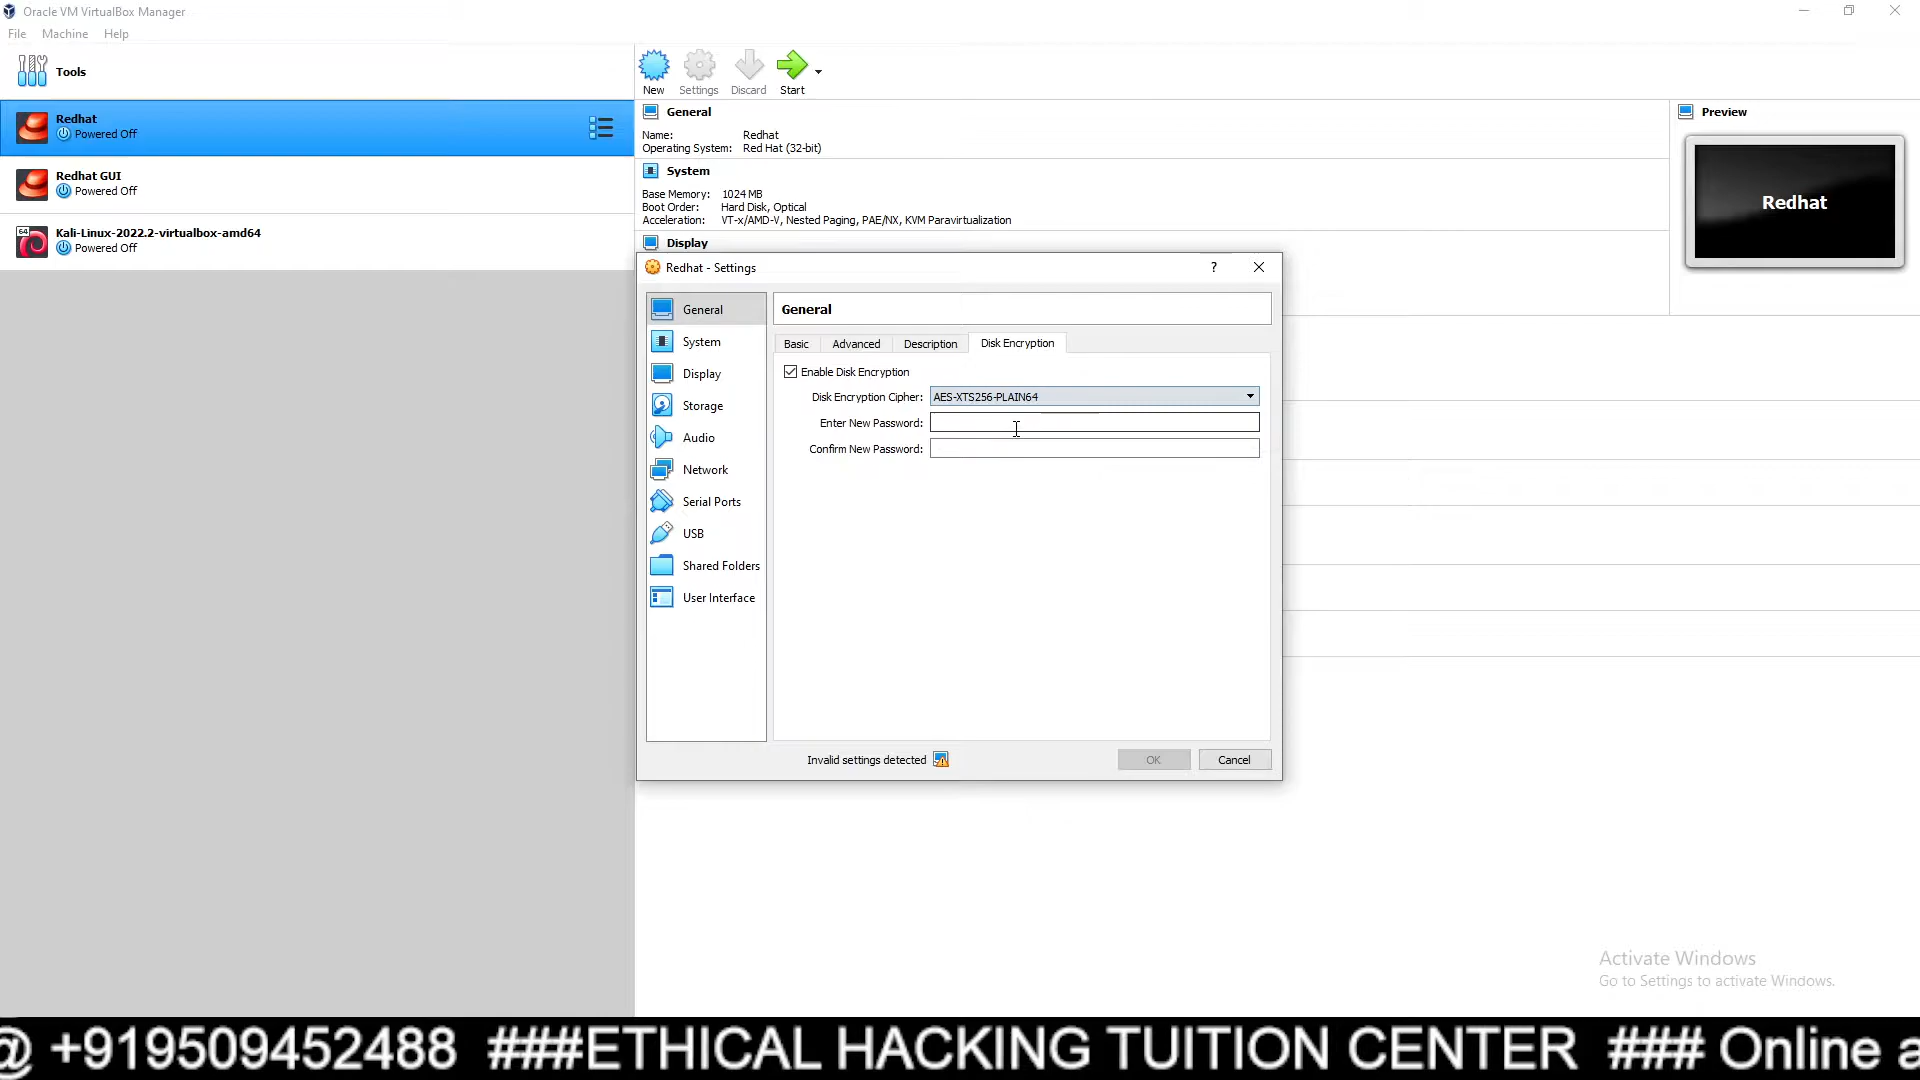 Oracle VM VirtualBox Manager
File Machine Help
Tools
New Settings Discard Start
Redhat
Powered Off
Redhat GUI
Powered Off
64
Kali-Linux-2022.2-virtualbox-amd64
Powered Off
General
Name: Redhat
Operating System: Red Hat (32-bit)
System
Base Memory: 1024 MB
Boot Order: Hard Disk, Optical
Acceleration: VT-x/AMD-V, Nested Paging, PAE/NX, KVM Paravirtualization
Display
Preview
Redhat
Redhat - Settings ?
General
System
Display
Storage
Audio
Network
Serial Ports
USB
Shared Folders
User Interface
General
Basic Advanced Description Disk Encryption
Enable Disk Encryption
Disk Encryption Cipher: AES-XTS256-PLAIN64
Enter New Password:
Confirm New Password:
Invalid settings detected OK Cancel
Activate Windows
Go to Settings to activate Windows.
@ +919509452488 ###ETHICAL HACKING TUITION CENTER ### Online a